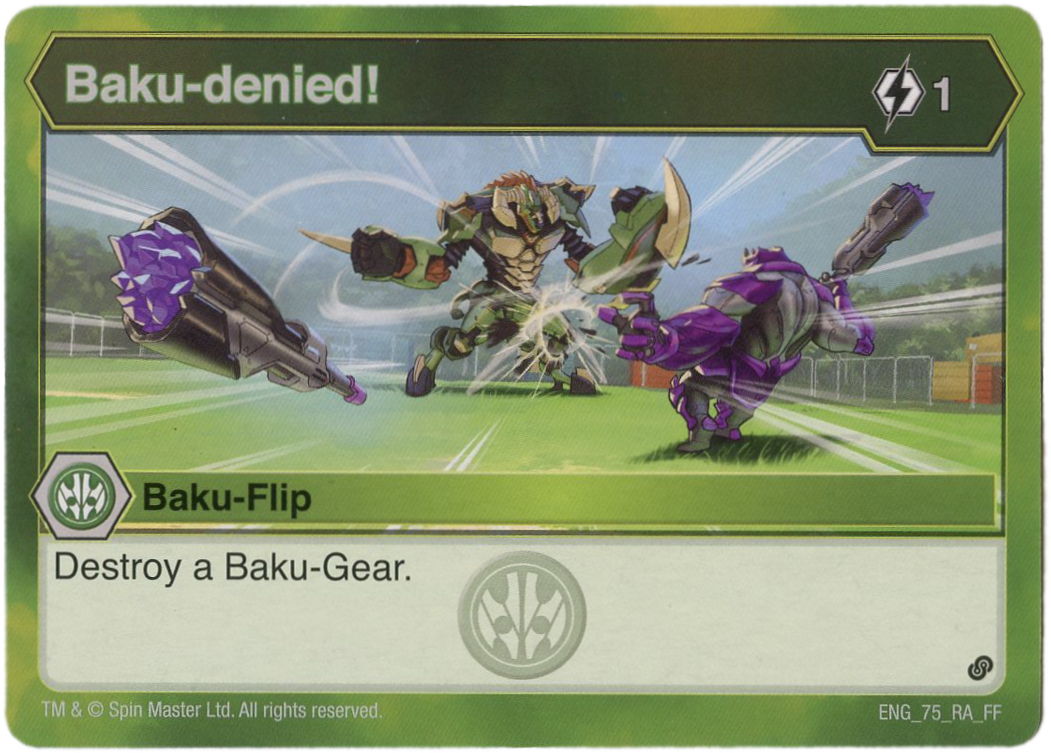 Baku-denied!
1
Baku-Flip
Destroy a Baku-Gear.
TM & © Spin Master Ltd. All rights reserved.
ENG_75_RA_FF